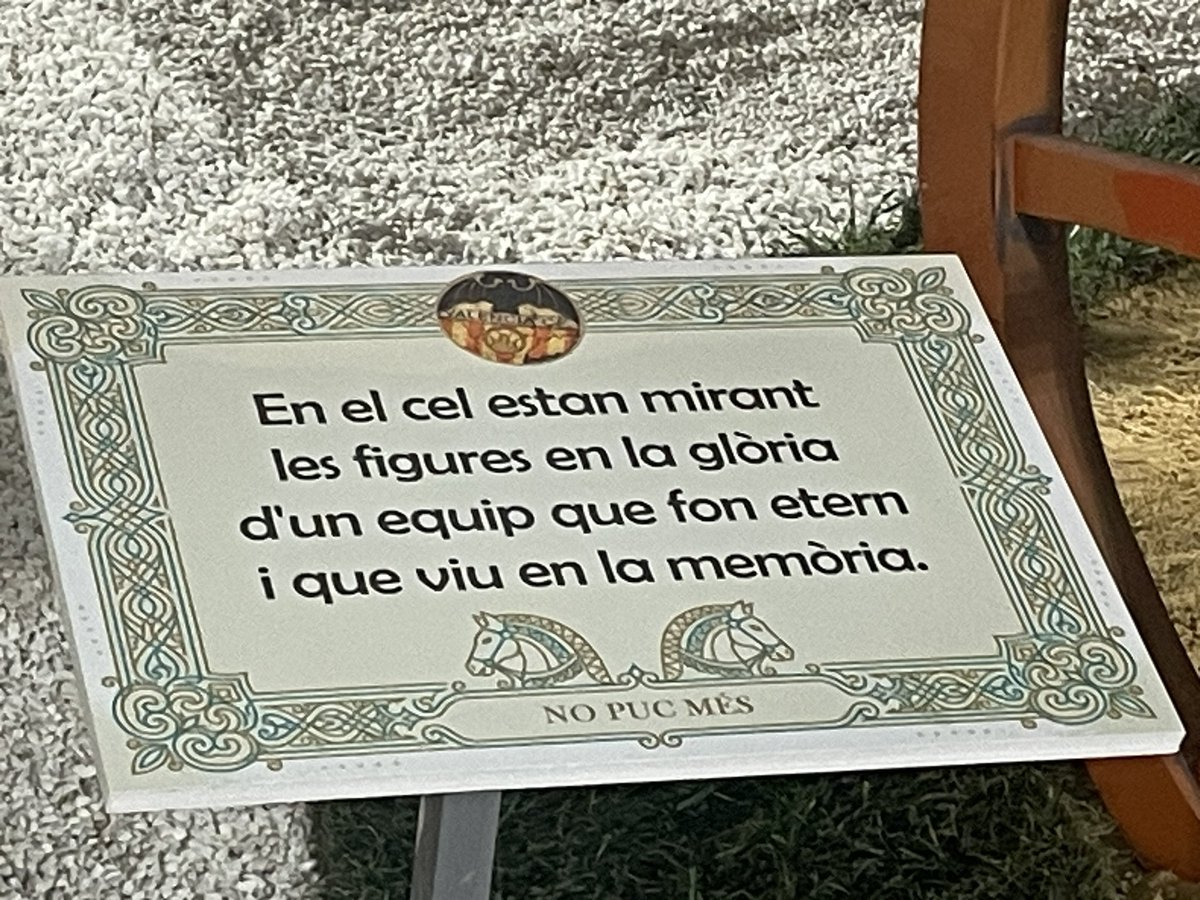 VALENCIA C.F.
En el cel estan mirant
les figures en la glòria
d'un equip que fon etern
i que viu en la memòria.
NO PUC MÉS